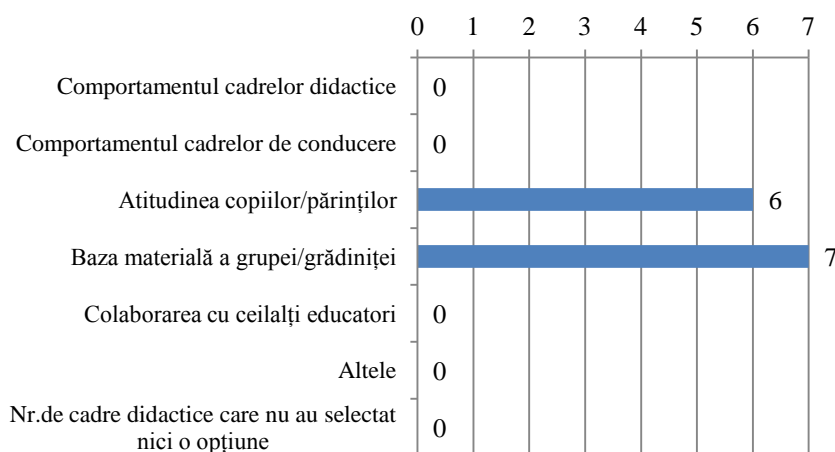 0 1 2 3 4 5 6 7
Comportamentul cadrelor didactice 0
Comportamentul cadrelor de conducere 0
Atitudinea copiilor/părinților 6
Baza materială a grupei/grădiniței 7
Colaborarea cu ceilalți educatori 0
Altele 0
Nr.de cadre didactice care nu au selectat
nici o opțiune 0